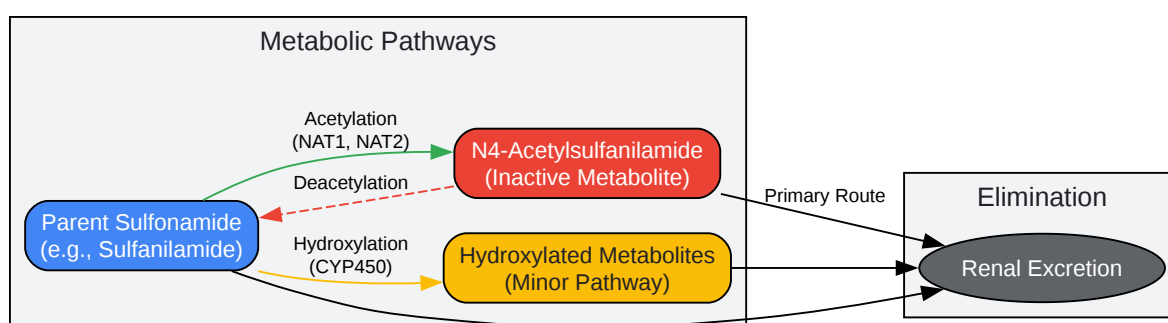 Metabolic Pathways
Acetylation
(NAT1, NAT2)
N4-Acetylsulfanilamide
(Inactive Metabolite)
Deacetylation
Primary Route
Elimination
Parent Sulfonamide
(e.g., Sulfanilamide)
Hydroxylation
(CYP450)
Hydroxylated Metabolites
(Minor Pathway)
Renal Excretion